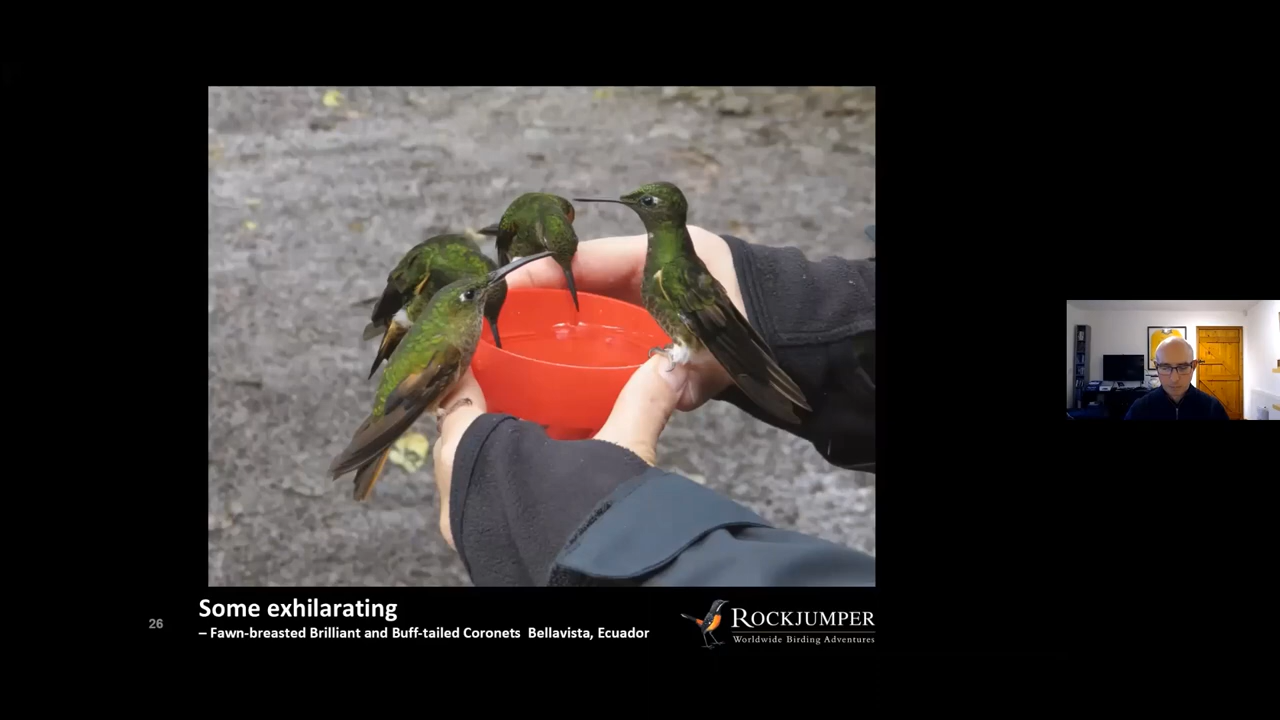 Some exhilarating
26
– Fawn-breasted Brilliant and Buff-tailed Coronets Bellavista, Ecuador
ROCKJUMPER
Worldwide Birding Adventures